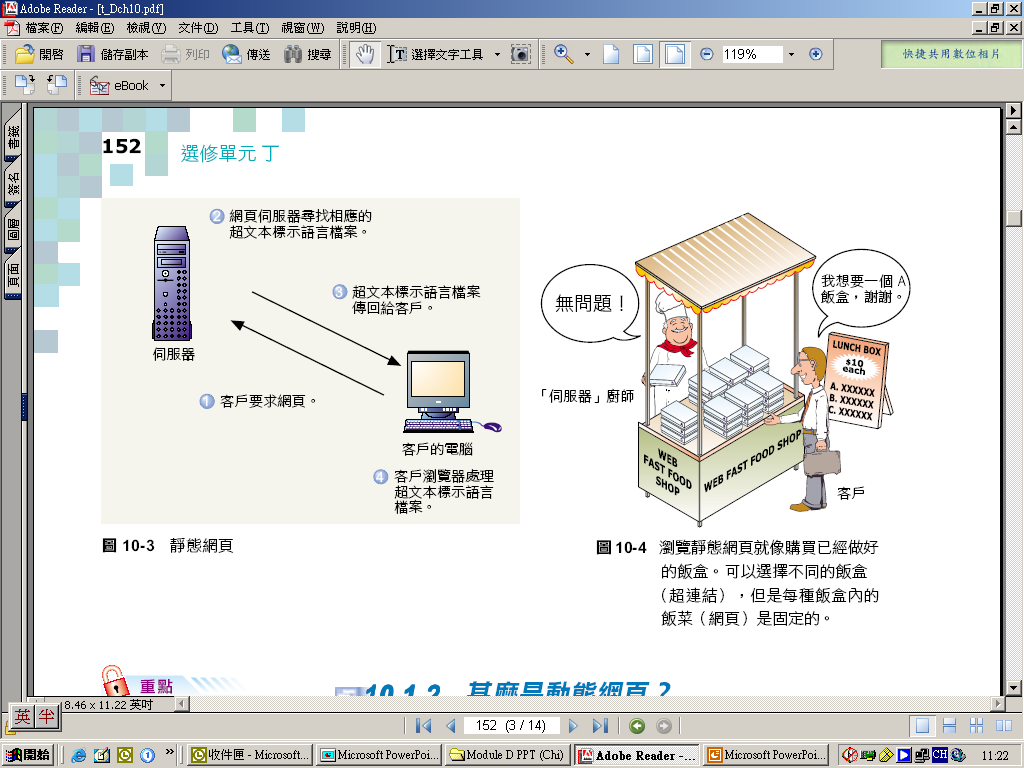 Adobe Reader - [t_Dch10.pdf]
檔案(F) 編輯(E) 檢視(V) 文件(D) 工具(T) 視窗(W) 說明(H)
開啓 儲存副本 列印 傳送 搜尋 選擇文字工具 119% 快捷共用數位相片
eBook
書籤
簽名
圖層
頁面
152 選修單元 丁
2 網頁伺服器尋找相應的
超文本標示語言檔案。
3 超文本標示語言檔案
傳回給客戶。
伺服器
1 客戶要求網頁。
客戶的電腦
4 客戶瀏覽器處理
超文本標示語言
檔案。
圖 10-3 靜態網頁
無問題！
我想要一個 A
飯盒，謝謝。
LUNCH BOX
$10
each
A. XXXXXX
B. XXXXXX
C. XXXXXX
「伺服器」廚師
WEB
FAST FOOD
SHOP
WEB FAST FOOD SHOP
客戶
圖 10-4 瀏覽靜態網頁就像購買已經做好
的飯盒。可以選擇不同的飯盒
（超連結），但是每種飯盒內的
飯菜（網頁）是固定的。
重點
10.1.2 甚麼是動態網頁？
8.46 x 11.22 英吋
英 半
152 (3 / 14)
開始 » 收件匣 - Microsoft... Microsoft PowerPoi... Module D PPT (Chi) Adobe Reader -... Microsoft PowerPoi... CH 11:22